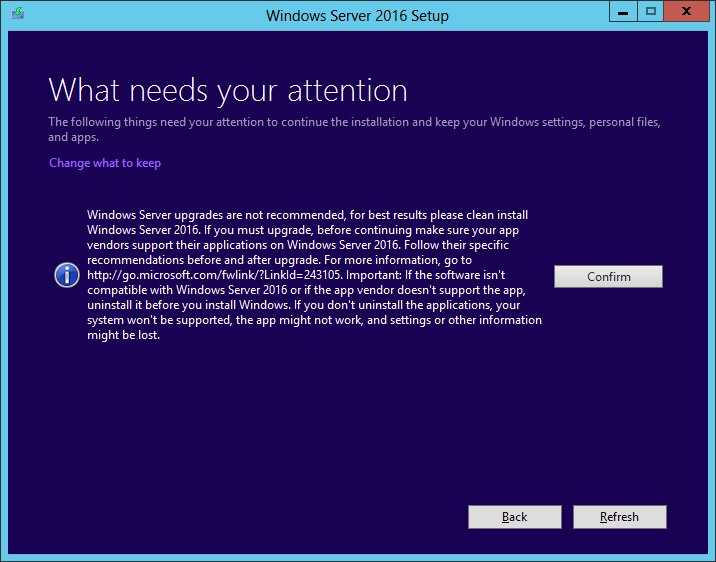 Windows Server 2016 Setup
What needs your attention
The following things need your attention to continue the installation and keep your Windows settings, personal files,
and apps.
Change what to keep
Windows Server upgrades are not recommended, for best results please clean install
Windows Server 2016. If you must upgrade, before continuing make sure your app
vendors support their applications on Windows Server 2016. Follow their specific
recommendations before and after upgrade. For more information, go to
http://go.microsoft.com/fwlink/?LinkId=243105. Important: If the software isn't
compatible with Windows Server 2016 or if the app vendor doesn't support the app,
uninstall it before you install Windows. If you don't uninstall the applications, your
system won't be supported, the app might not work, and settings or other information
might be lost.
Confirm
Back
Refresh